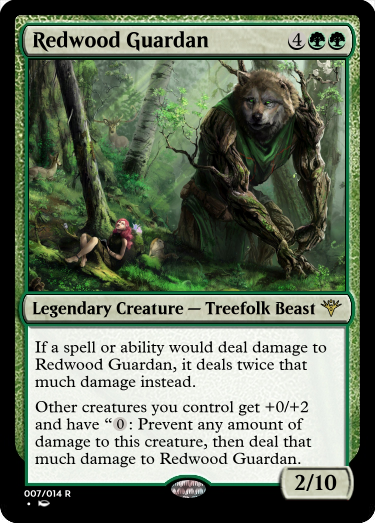 Redwood Guardan 4
Legendary Creature — Treefolk Beast
If a spell or ability would deal damage to
Redwood Guardan, it deals twice that
much damage instead.
Other creatures you control get +0/+2
and have “0: Prevent any amount of
damage to this creature, then deal that
much damage to Redwood Guardan.
2/10
007/014 R